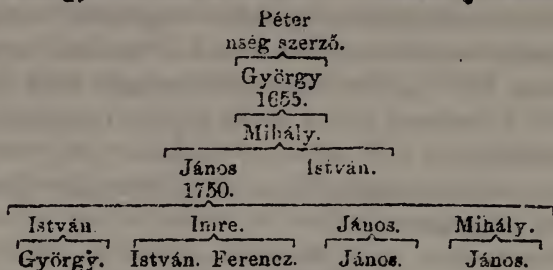 Péter
nség szerző.
György
1655.
Mihály.
János István.
1750.
István Imre. János. Mihály.
György. István. Ferencz. János. János.